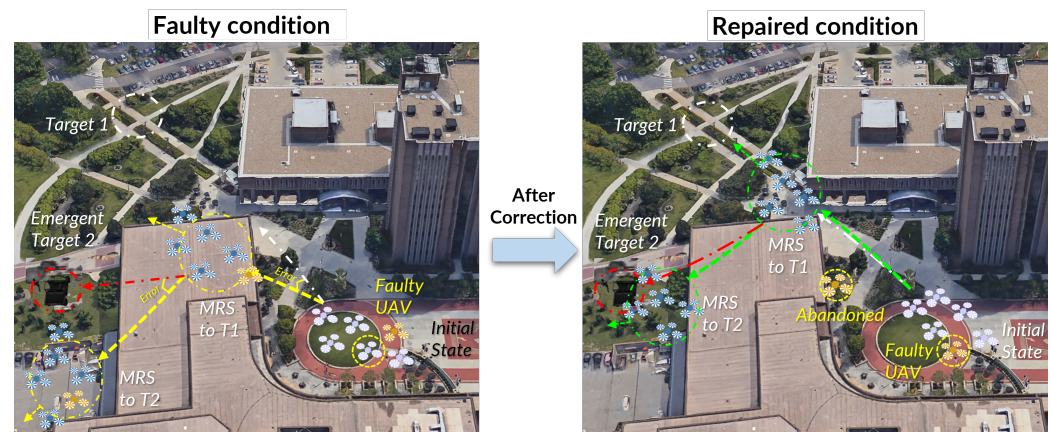 Faulty condition
Target 1
Emergent
Target 2
Error
Error
MRS
to T1
Faulty
UAV
Initial
State
MRS
to T2
After
Correction
Repaired condition
Target 1
Emergent
Target 2
MRS
to T1
MRS
to T2
Abandoned
Initial
State
Faulty
UAV